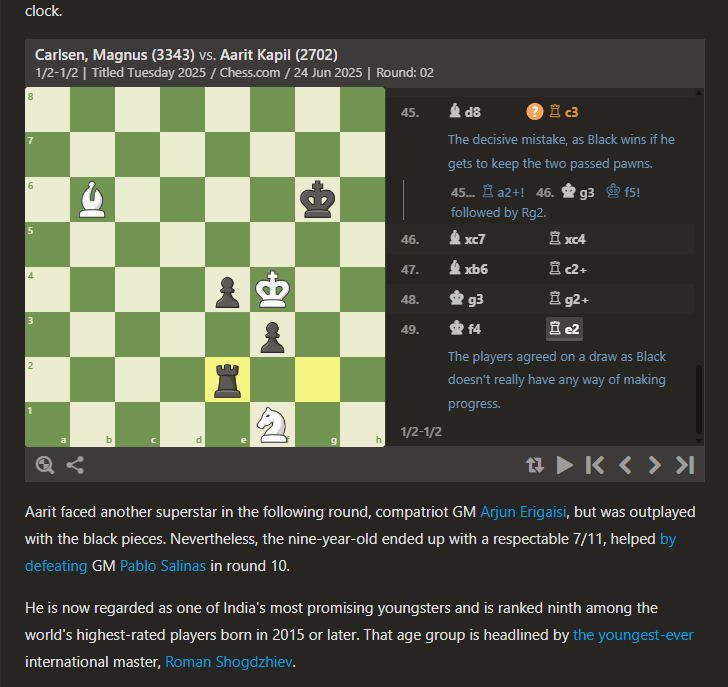 clock.
Carlsen, Magnus (3343) vs. Aarit Kapil (2702)
1/2-1/2 | Titled Tuesday 2025 / Chess.com / 24 Jun 2025 | Round: 02
8
7
6
5
4
3
2
1
a b c d e f g h
45. ♝ d8 ? ♖ c3
The decisive mistake, as Black wins if he
gets to keep the two passed pawns.
45... ♖ a2+! 46. ♚ g3 ♔ f5!
followed by Rg2.
46. ♝ xc7 ♖ xc4
47. ♝ xb6 ♖ c2+
48. ♚ g3 ♖ g2+
49. ♚ f4 ♖ e2
The players agreed on a draw as Black
doesn't really have any way of making
progress.
1/2-1/2
Aarit faced another superstar in the following round, compatriot GM Arjun Erigaisi, but was outplayed
with the black pieces. Nevertheless, the nine-year-old ended up with a respectable 7/11, helped by
defeating GM Pablo Salinas in round 10.
He is now regarded as one of India's most promising youngsters and is ranked ninth among the
world's highest-rated players born in 2015 or later. That age group is headlined by the youngest-ever
international master, Roman Shogdzhiev.